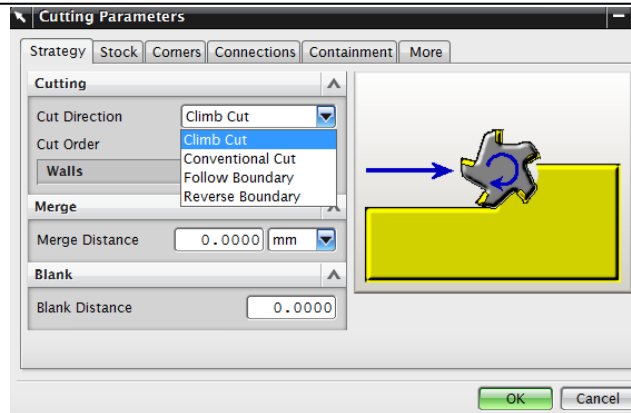 Cutting Parameters
Strategy Stock Corners Connections Containment More
Cutting
Cut Direction Climb Cut
Cut Order
Climb Cut
Conventional Cut
Follow Boundary
Reverse Boundary
Walls
Merge
Merge Distance 0.0000 mm
Blank
Blank Distance 0.0000
OK Cancel